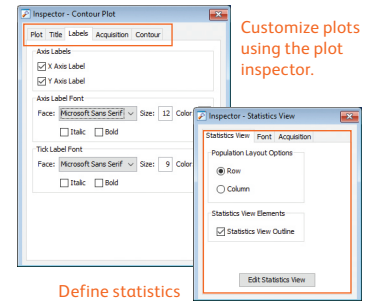 Inspector - Contour Plot
Plot Title Labels Acquisition Contour
Axis Labels
X Axis Label
Y Axis Label
Axis Label Font
Face: Microsoft Sans Serif Size: 12 Color
Italic Bold
Tick Label Font
Face: Microsoft Sans Serif Size: 9 Color
Italic Bold
Customize plots
using the plot
inspector.
Inspector - Statistics View
Statistics View Font Acquisition
Population Layout Options
Row
Column
Statistics View Elements
Statistics View Outline
Edit Statistics View
Define statistics